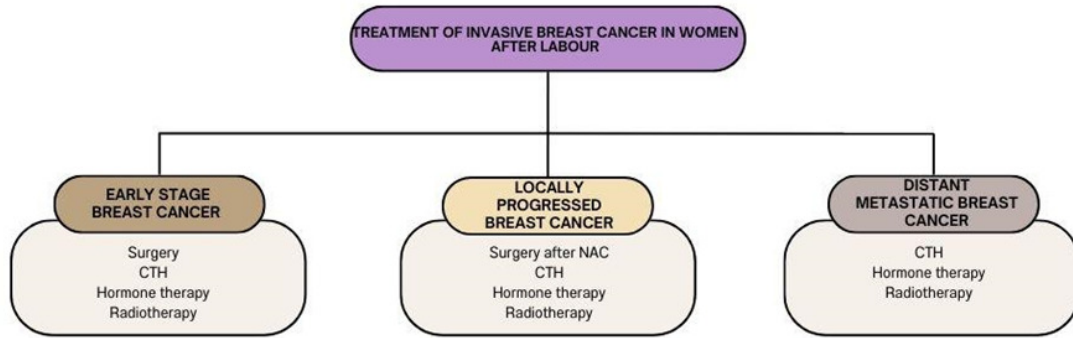 TREATMENT OF INVASIVE BREAST CANCER IN WOMEN
AFTER LABOUR
EARLY STAGE
BREAST CANCER
Surgery
CTH
Hormone therapy
Radiotherapy
LOCALLY
PROGRESSED
BREAST CANCER
Surgery after NAC
CTH
Hormone therapy
Radiotherapy
DISTANT
METASTATIC BREAST
CANCER
CTH
Hormone therapy
Radiotherapy